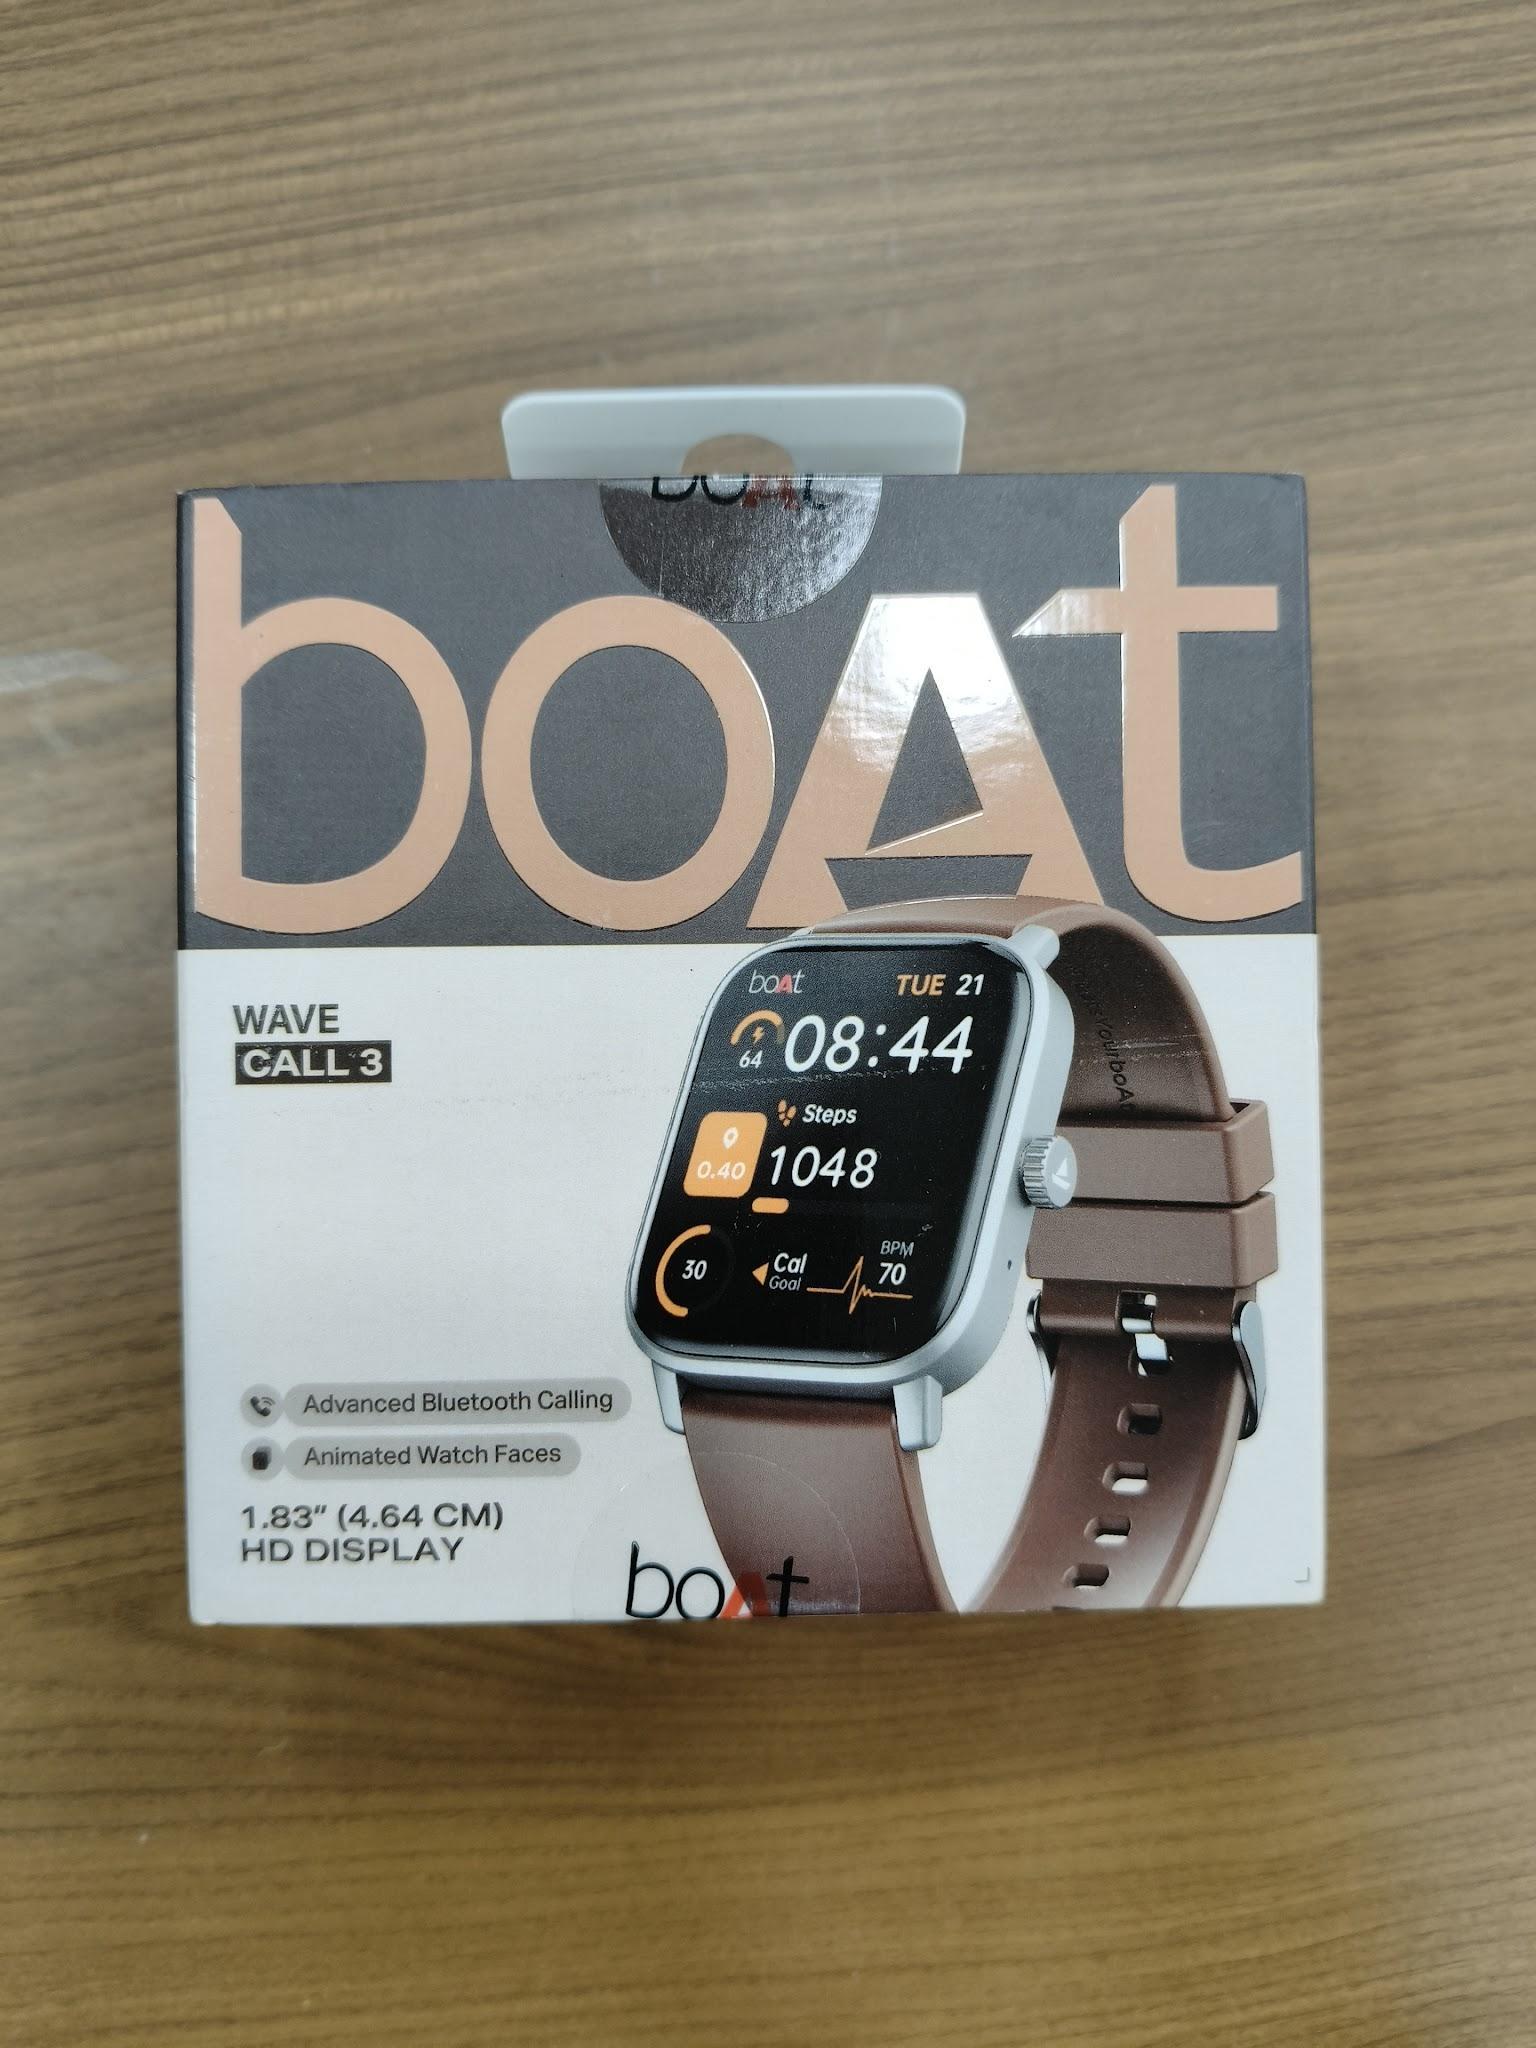 boAt
boAt
WAVE
CALL 3
boAt TUE 21
64 08:44
Steps
0.40 1048
30 Cal Goal BPM 70
Advanced Bluetooth Calling
Animated Watch Faces
1.83" (4.64 CM)
HD DISPLAY
boAt